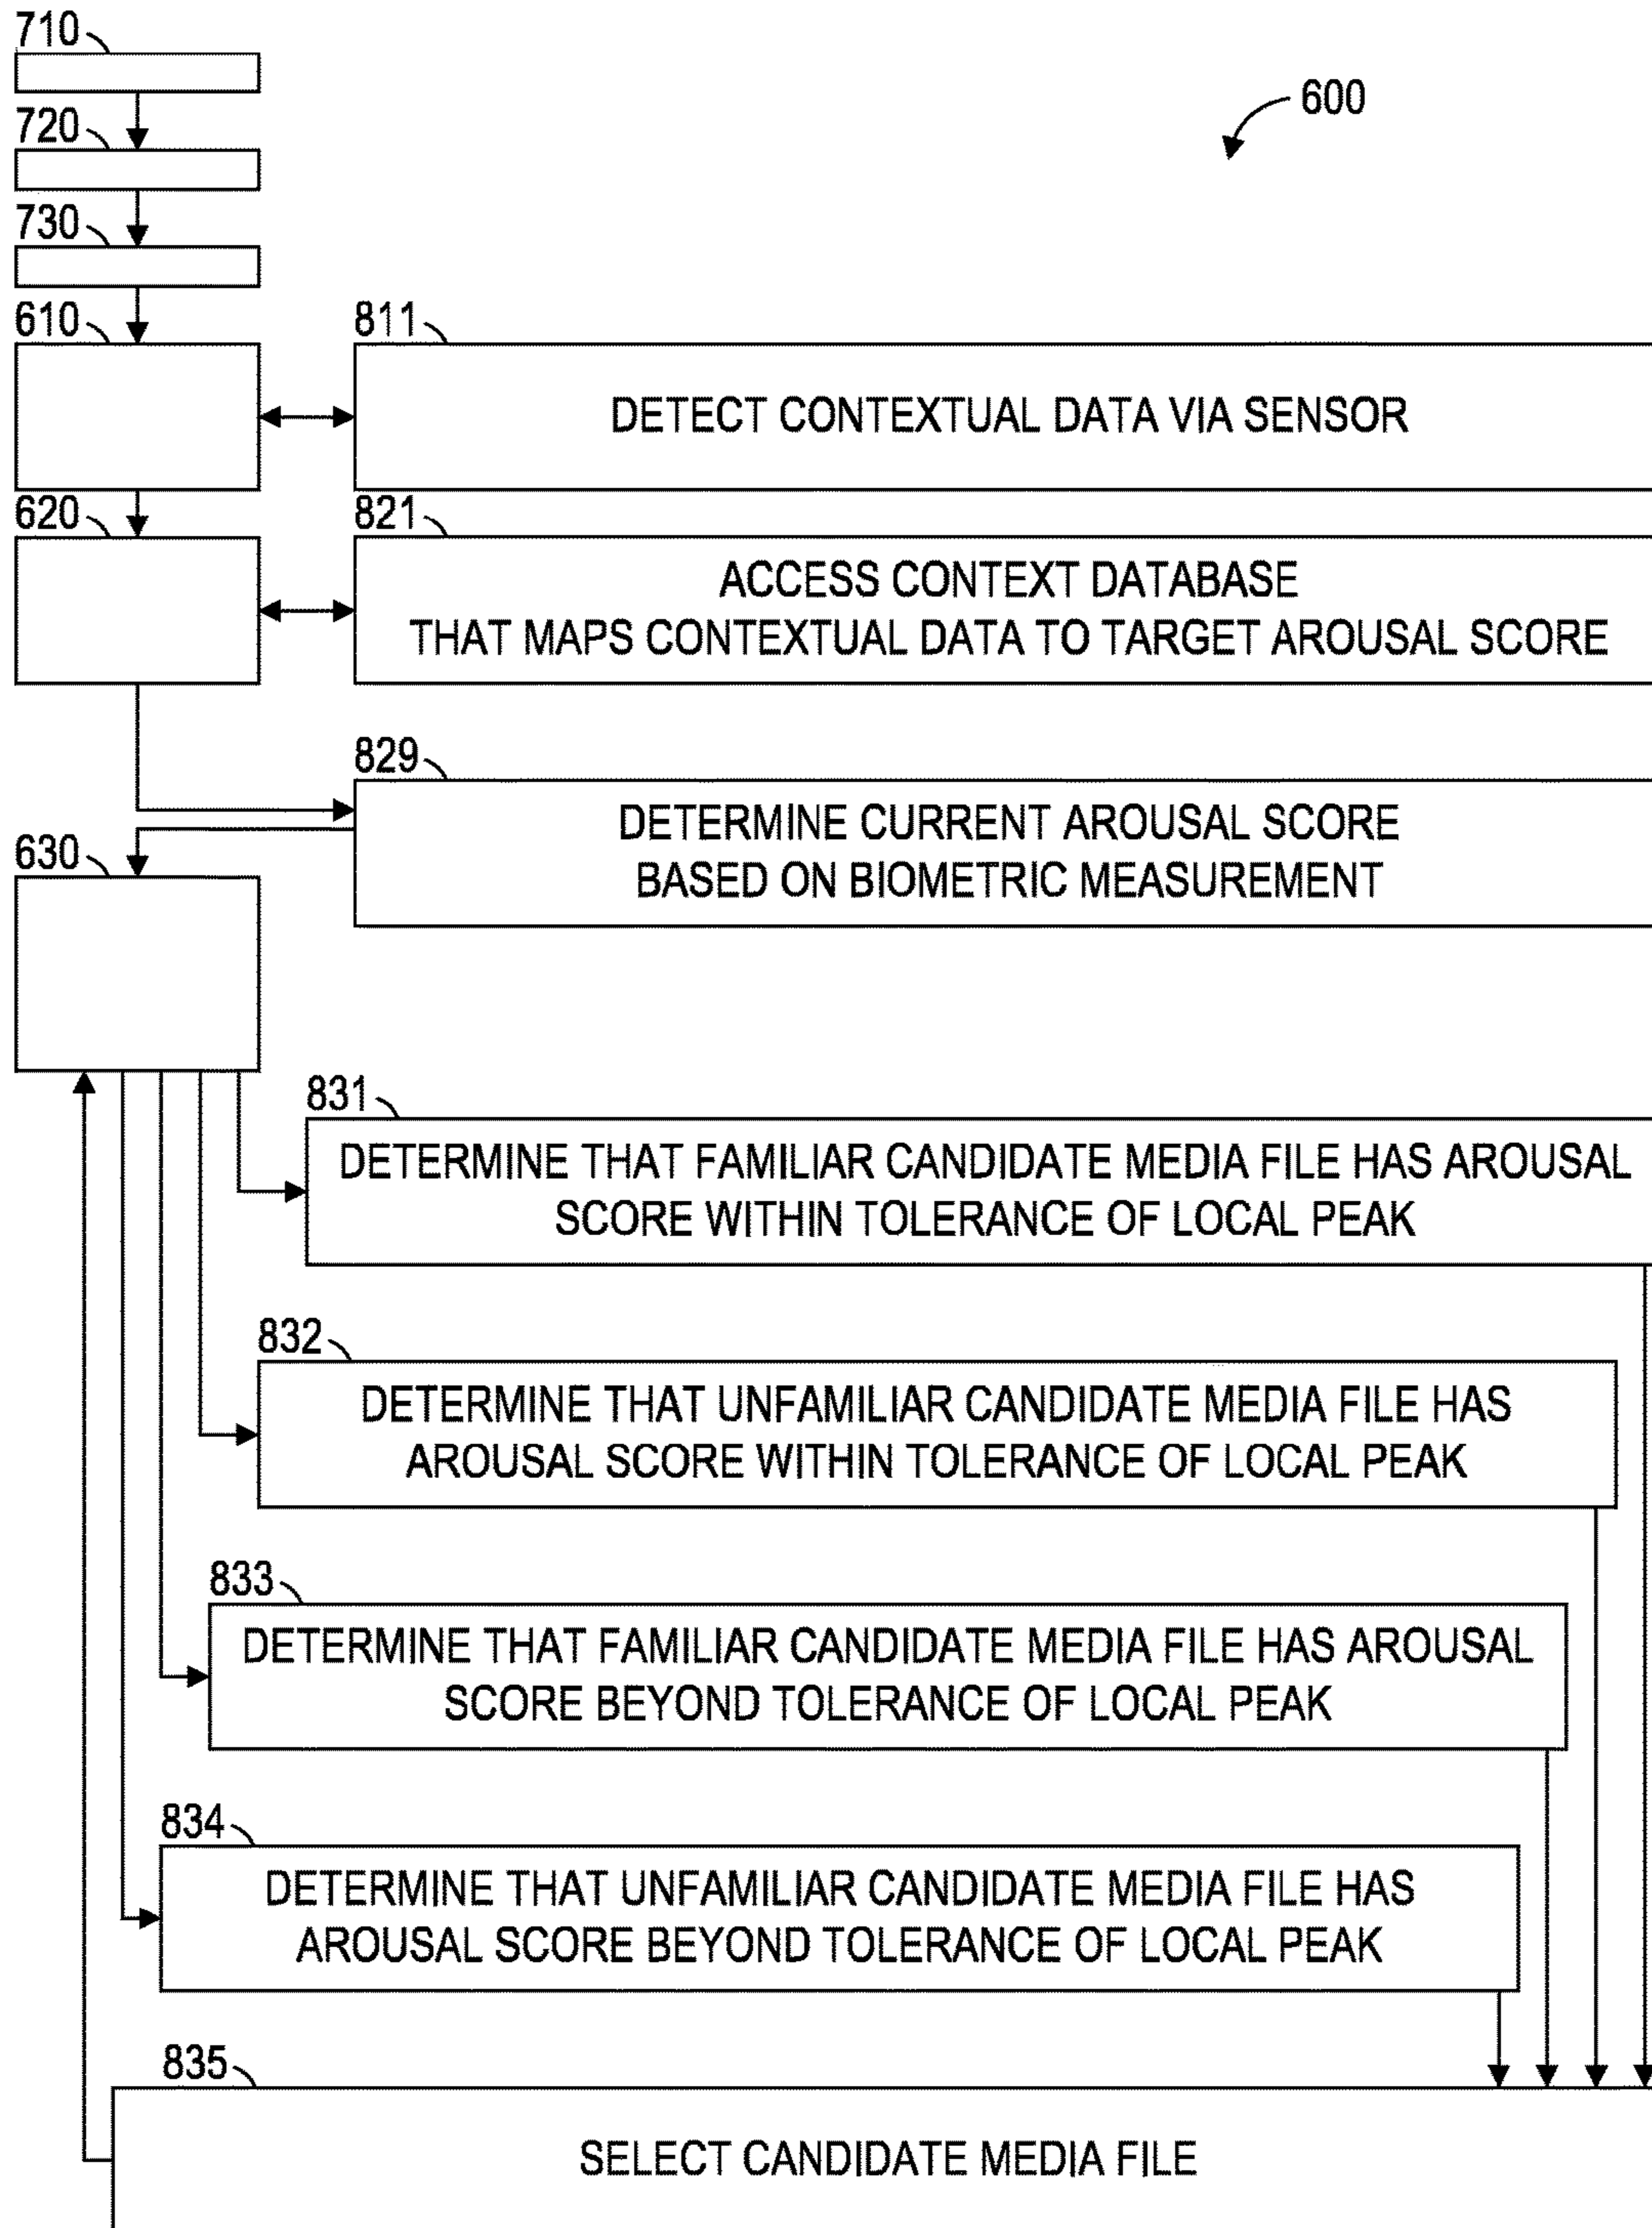 710
600
720
730
610
811
DETECT CONTEXTUAL DATA VIA SENSOR
620
821
ACCESS CONTEXT DATABASE
THAT MAPS CONTEXTUAL DATA TO TARGET AROUSAL SCORE
829
DETERMINE CURRENT AROUSAL SCORE
BASED ON BIOMETRIC MEASUREMENT
630
831
DETERMINE THAT FAMILIAR CANDIDATE MEDIA FILE HAS AROUSAL
SCORE WITHIN TOLERANCE OF LOCAL PEAK
832
DETERMINE THAT UNFAMILIAR CANDIDATE MEDIA FILE HAS
AROUSAL SCORE WITHIN TOLERANCE OF LOCAL PEAK
833
DETERMINE THAT FAMILIAR CANDIDATE MEDIA FILE HAS AROUSAL
SCORE BEYOND TOLERANCE OF LOCAL PEAK
834
DETERMINE THAT UNFAMILIAR CANDIDATE MEDIA FILE HAS
AROUSAL SCORE BEYOND TOLERANCE OF LOCAL PEAK
835
SELECT CANDIDATE MEDIA FILE